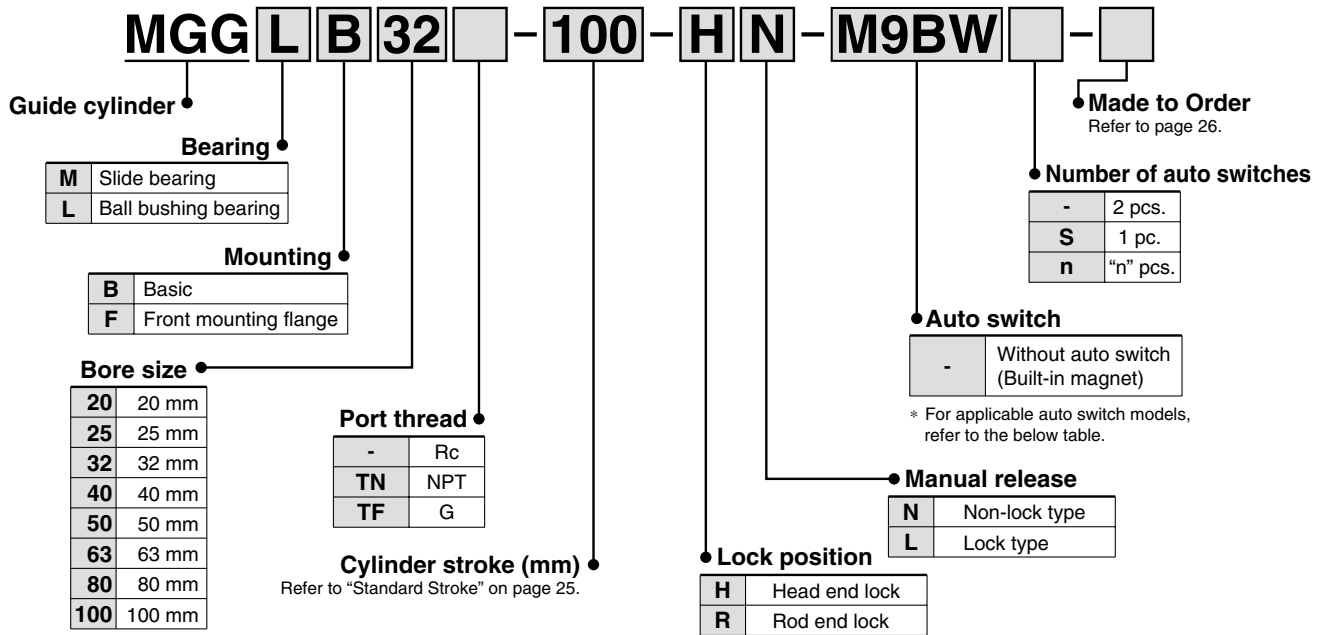 MGG L B 32 - 100 - H N - M9BW -
Guide cylinder
Bearing
M Slide bearing
L Ball bushing bearing
Mounting
B Basic
F Front mounting flange
Bore size
20 20 mm
25 25 mm
32 32 mm
40 40 mm
50 50 mm
63 63 mm
80 80 mm
100 100 mm
Port thread
- Rc
TN NPT
TF G
Cylinder stroke (mm)
Refer to “Standard Stroke” on page 25.
Lock position
H Head end lock
R Rod end lock
Manual release
N Non-lock type
L Lock type
Auto switch
- Without auto switch
(Built-in magnet)
* For applicable auto switch models,
refer to the below table.
Number of auto switches
- 2 pcs.
S 1 pc.
n “n” pcs.
Made to Order
Refer to page 26.